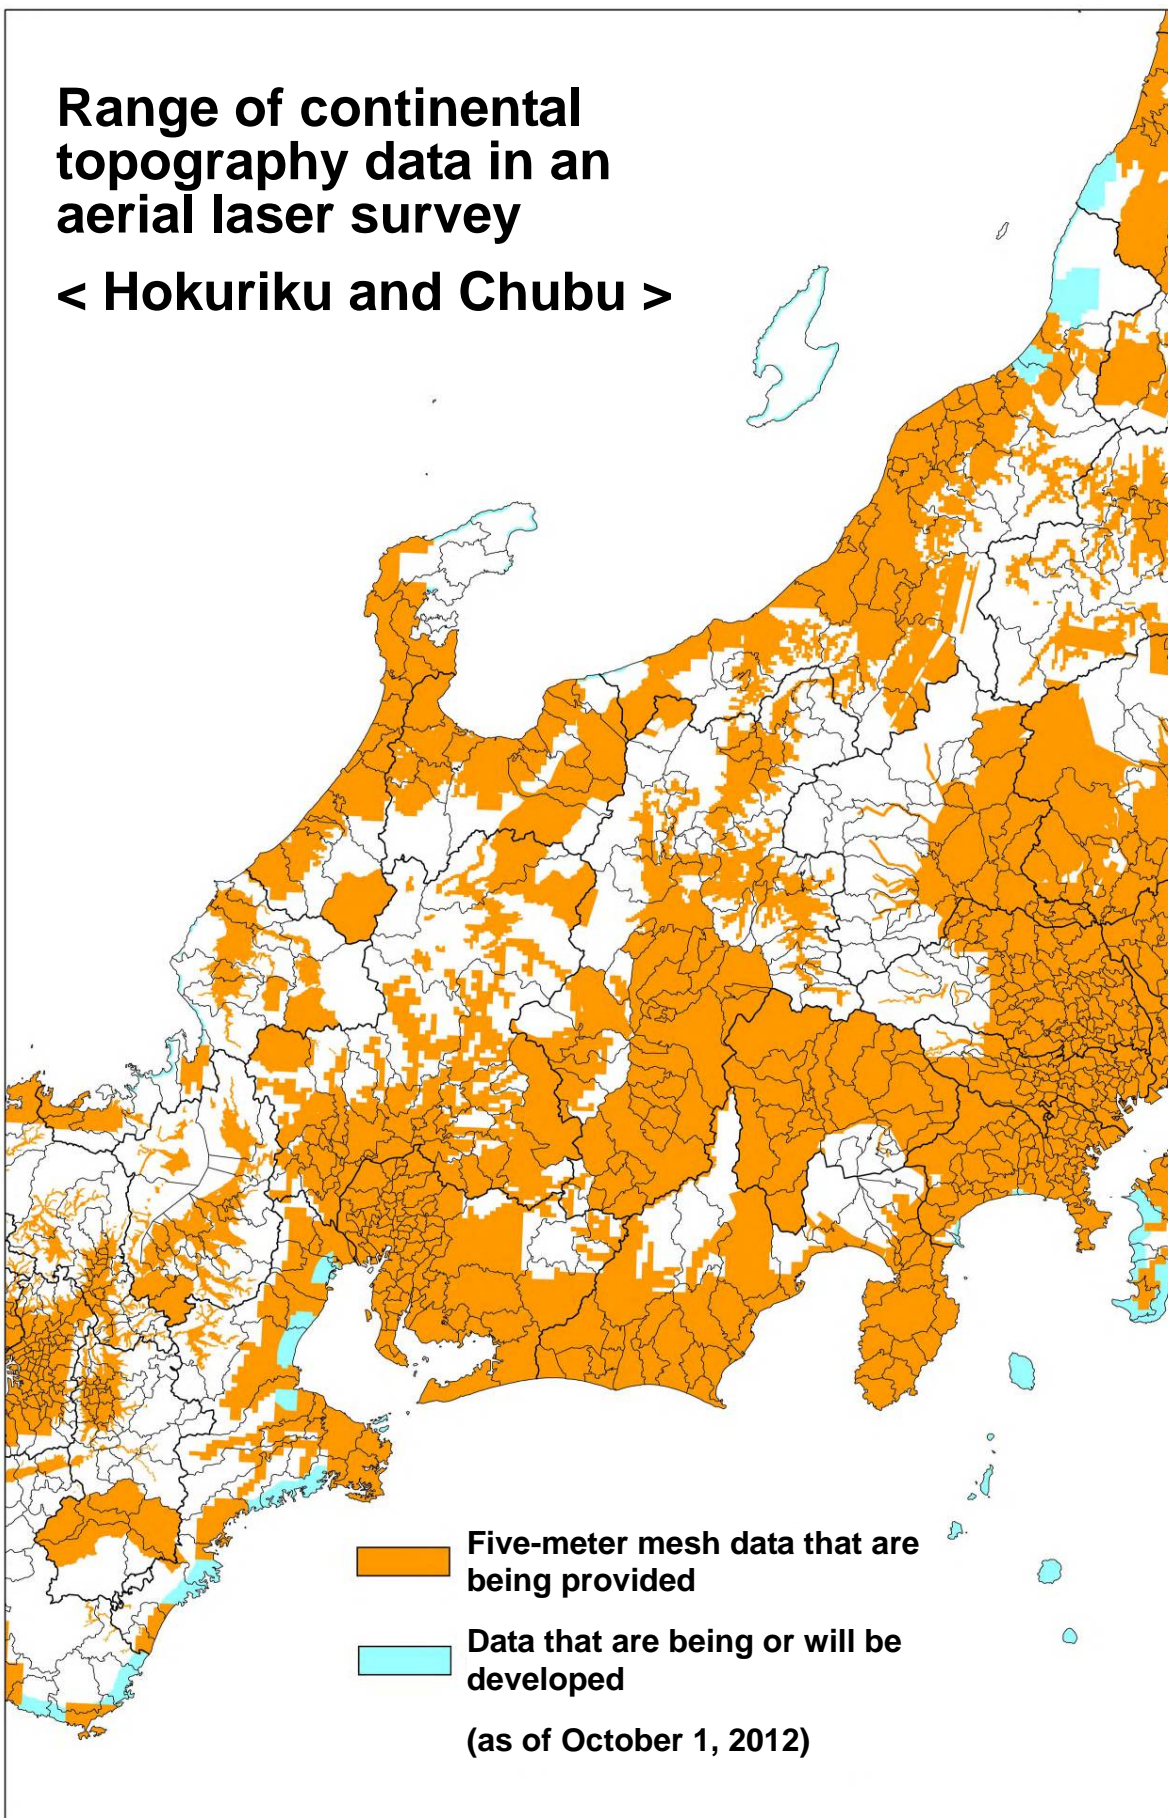 Range of continental
topography data in an
aerial laser survey
< Hokuriku and Chubu >
Five-meter mesh data that are
being provided
Data that are being or will be
developed
(as of October 1, 2012)